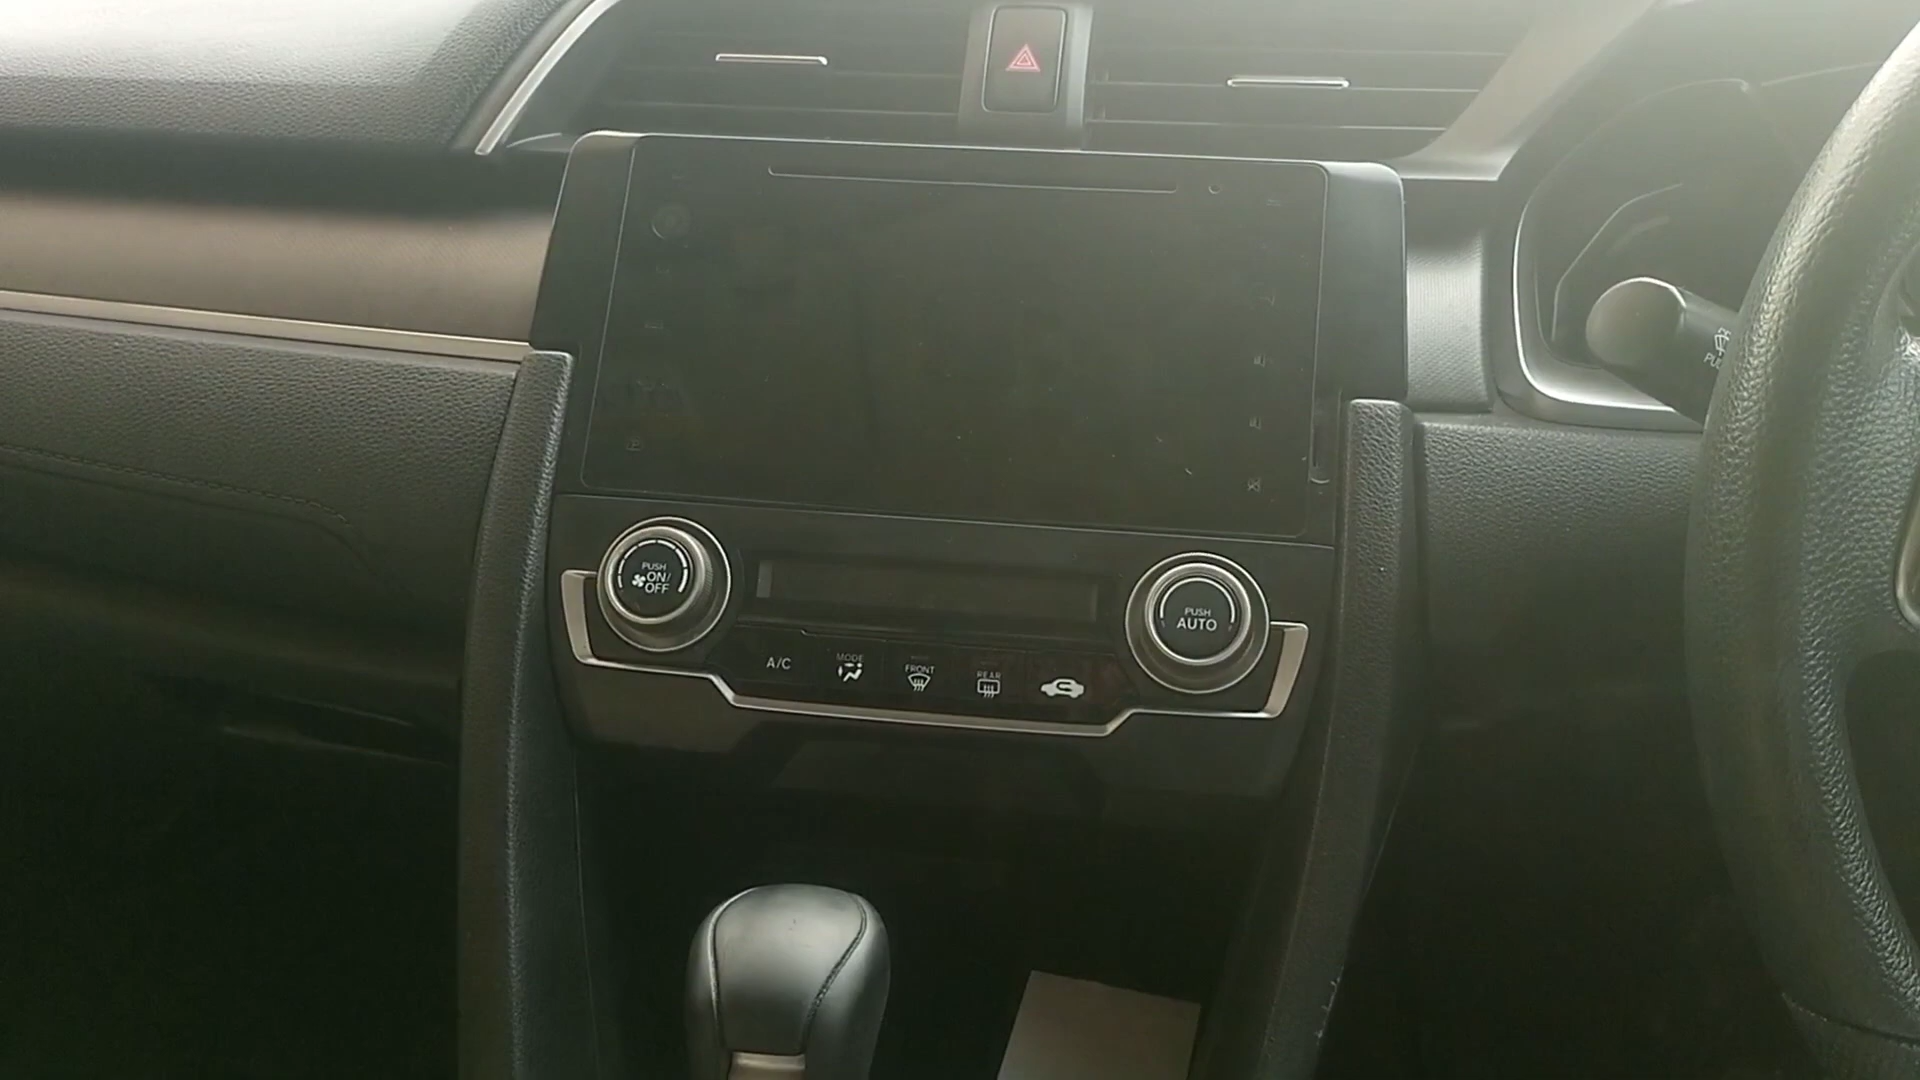 PUSH
ON/
OFF
PUSH
AUTO
A/C
MODE
FRONT
REAR